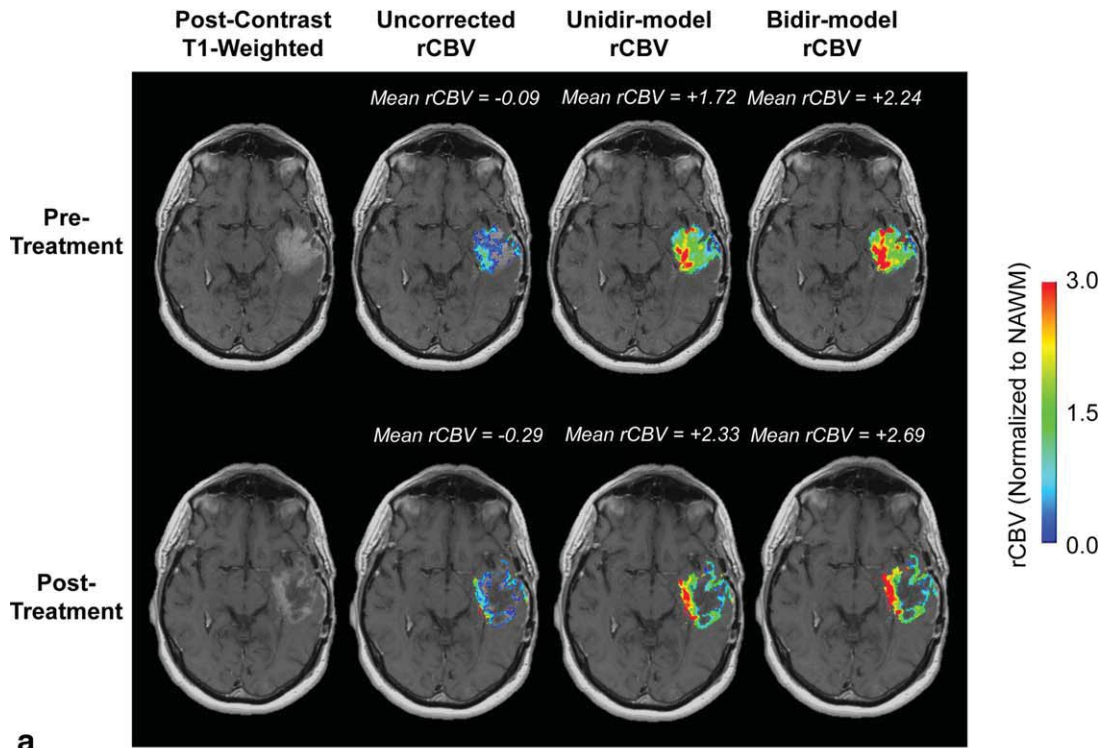 Post-Contrast
T1-Weighted
Uncorrected
rCBV
Unidir-model
rCBV
Bidir-model
rCBV
Mean rCBV = -0.09
Mean rCBV = +1.72
Mean rCBV = +2.24
Pre-
Treatment
Mean rCBV = -0.29
Mean rCBV = +2.33
Mean rCBV = +2.69
Post-
Treatment
rCBV (Normalized to NAWM)
3.0
1.5
0.0
a